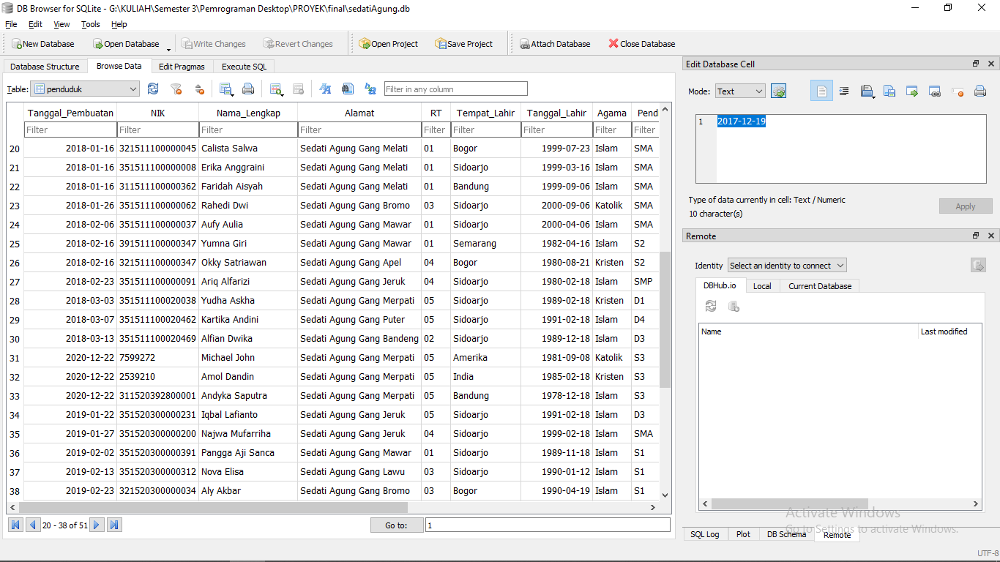 DB Browser for SQLite - G:\KULIAH\Semester 3\Pemrograman Desktop\PROYEK\final\sedatiAgung.db
File Edit View Tools Help
New Database Open Database Write Changes Revert Changes Open Project Save Project Attach Database Close Database
Database Structure Browse Data Edit Pragmas Execute SQL
Table: penduduk Filter in any column
Tanggal_Pembuatan NIK Nama_Lengkap Alamat RT Tempat_Lahir Tanggal_Lahir Agama Pend
Filter Filter Filter Filter Filter Filter Filter Filter Filter
20 2018-01-16 321511100000045 Calista Salwa Sedati Agung Gang Melati 01 Bogor 1999-07-23 Islam SMA
21 2018-01-16 351511100000008 Erika Anggraini Sedati Agung Gang Melati 01 Sidoarjo 1999-03-16 Islam SMA
22 2018-01-16 311511100000362 Faridah Aisyah Sedati Agung Gang Melati 01 Bandung 1999-09-06 Islam SMA
23 2018-01-26 351511100000062 Rahedi Dwi Sedati Agung Gang Bromo 03 Sidoarjo 2000-09-06 Katolik SMA
24 2018-02-06 351511100000037 Aufy Aulia Sedati Agung Gang Mawar 01 Sidoarjo 2000-04-06 Islam SMA
25 2018-02-16 391511100000347 Yumna Giri Sedati Agung Gang Mawar 01 Semarang 1982-04-16 Islam S2
26 2018-02-16 321511100000347 Okky Satriawan Sedati Agung Gang Apel 04 Bogor 1980-08-21 Kristen S2
27 2018-02-23 351511100000091 Ariq Alfarizi Sedati Agung Gang Jeruk 04 Sidoarjo 1980-02-18 Islam SMP
28 2018-03-03 351511100020038 Yudha Askha Sedati Agung Gang Merpati 05 Sidoarjo 1989-02-18 Kristen D1
29 2018-03-07 351511100020462 Kartika Andini Sedati Agung Gang Puter 05 Sidoarjo 1991-02-18 Islam D4
30 2018-03-13 351511100020469 Alfian Dwika Sedati Agung Gang Bandeng 02 Sidoarjo 1989-12-18 Islam D3
31 2020-12-22 7599272 Michael John Sedati Agung Gang Merpati 05 Amerika 1981-09-08 Katolik S3
32 2020-12-22 2539210 Amol Dandin Sedati Agung Gang Merpati 05 India 1985-02-18 Kristen S3
33 2020-12-22 311520392800001 Andyka Saputra Sedati Agung Gang Merpati 05 Bandung 1978-12-18 Islam S3
34 2019-01-22 351520300000231 Iqbal Lafianto Sedati Agung Gang Jeruk 05 Sidoarjo 1991-02-18 Islam D3
35 2019-01-27 351520300000200 Najwa Mufarriha Sedati Agung Gang Jeruk 04 Sidoarjo 1999-02-18 Islam SMA
36 2019-02-02 351520300000391 Pangga Aji Sanca Sedati Agung Gang Mawar 01 Sidoarjo 1989-11-18 Islam S1
37 2019-02-13 351520300000312 Nova Elisa Sedati Agung Gang Lawu 03 Sidoarjo 1990-01-12 Islam S1
38 2019-02-23 321520300000034 Aly Akbar Sedati Agung Gang Bromo 03 Bogor 1990-04-19 Islam S1
20 - 38 of 51 Go to: 1
Edit Database Cell
Mode: Text
1 2017-12-19
Type of data currently in cell: Text / Numeric
10 character(s)
Apply
Remote
Identity Select an identity to connect
DBHub.io Local Current Database
Name Last modified
Activate Windows
Go to Settings to activate Windows.
SQL Log Plot DB Schema Remote
UTF-8